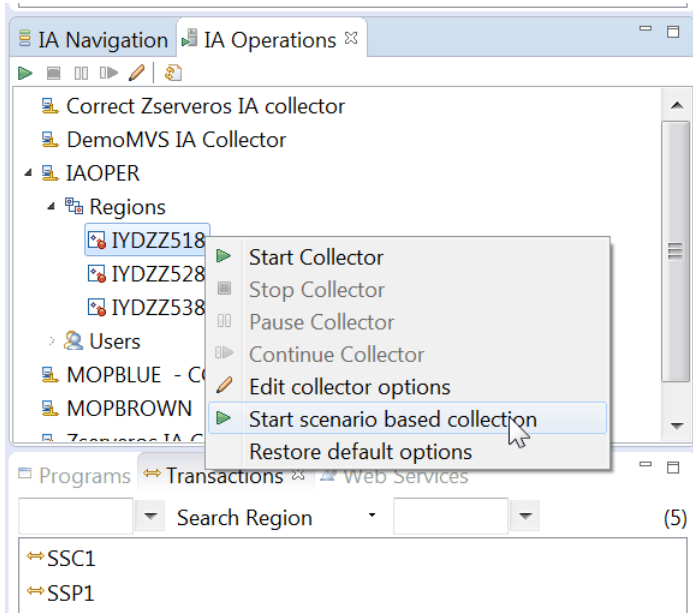 IA Navigation IA Operations
Correct Zserveros IA collector
DemoMVS IA Collector
IAOPER
Regions
IYDZZ518
IYDZZ528
IYDZZ538
Users
MOPBLUE - C
MOPBROWN
Zserveros IA C
Start Collector
Stop Collector
Pause Collector
Continue Collector
Edit collector options
Start scenario based collection
Restore default options
Programs Transactions Web Services
Search Region (5)
SSC1
SSP1